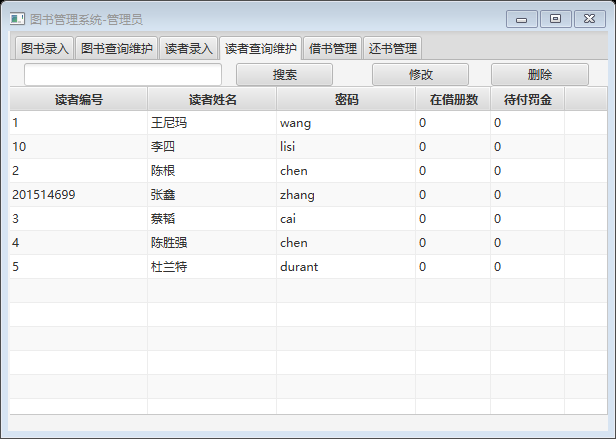 图书管理系统-管理员
图书录入 图书查询维护 读者录入 读者查询维护 借书管理 还书管理
搜索 修改 删除
读者编号 读者姓名 密码 在借册数 待付罚金
1 王尼玛 wang 0 0
10 李四 lisi 0 0
2 陈根 chen 0 0
201514699 张鑫 zhang 0 0
3 蔡韬 cai 0 0
4 陈胜强 chen 0 0
5 杜兰特 durant 0 0